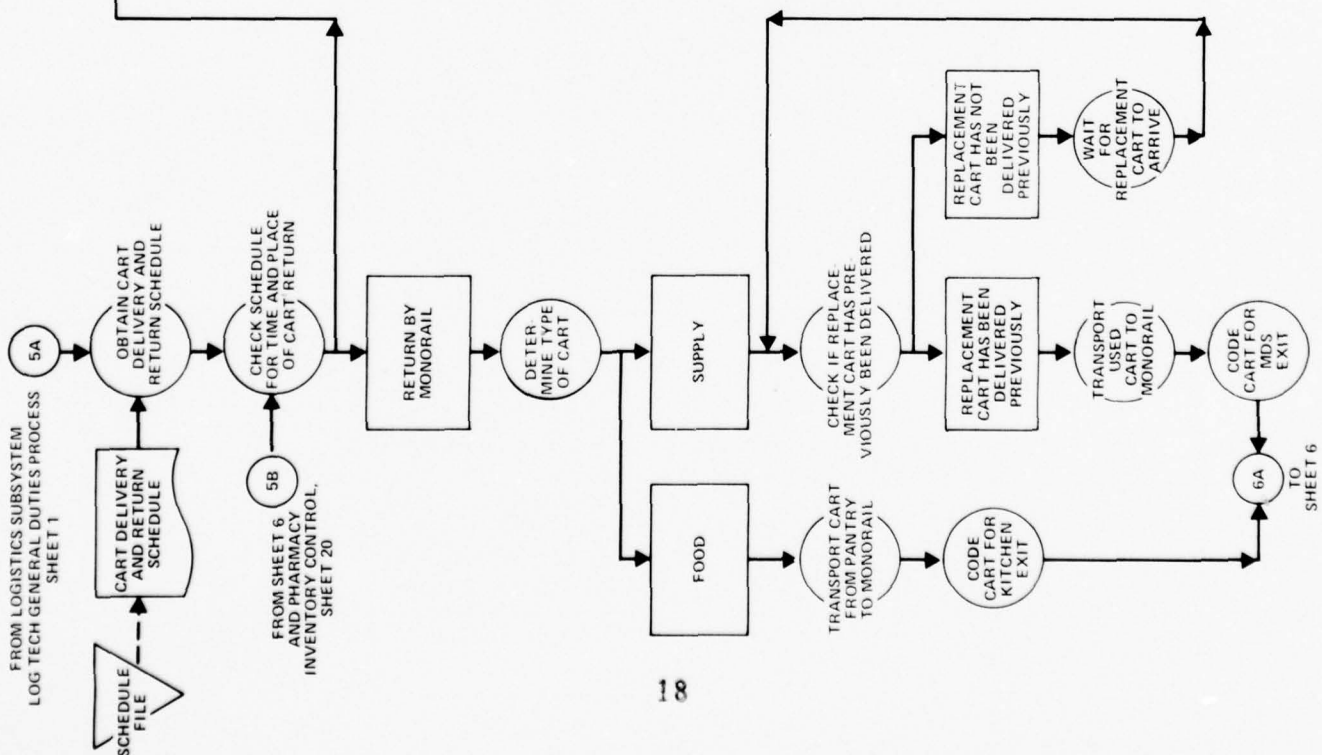 FROM LOGISTICS SUBSYSTEM
LOG TECH GENERAL DUTIES PROCESS
SHEET 1
5A
SCHEDULE
FILE
CART DELIVERY
AND RETURN
SCHEDULE
OBTAIN CART
DELIVERY AND
RETURN SCHEDULE
FROM SHEET 6
AND PHARMACY
INVENTORY CONTROL,
SHEET 20
5B
CHECK SCHEDULE
FOR TIME AND PLACE
OF CART RETURN
RETURN BY
MONORAIL
DETER-
MINE TYPE
OF CART
FOOD
TRANSPORT CART
FROM PANTRY
TO MONORAIL
CODE
CART FOR
KITCHEN
EXIT
SUPPLY
CHECK IF REPLACE-
MENT CART HAS PRE-
VIOUSLY BEEN DELIVERED
REPLACEMENT
CART HAS BEEN
DELIVERED
PREVIOUSLY
TRANSPORT
USED
CART TO
MONORAIL
CODE
CART FOR
MDS
EXIT
REPLACEMENT
CART HAS NOT
BEEN
DELIVERED
PREVIOUSLY
WAIT
FOR
REPLACEMENT
CART TO
ARRIVE
6A
TO
SHEET 6
18